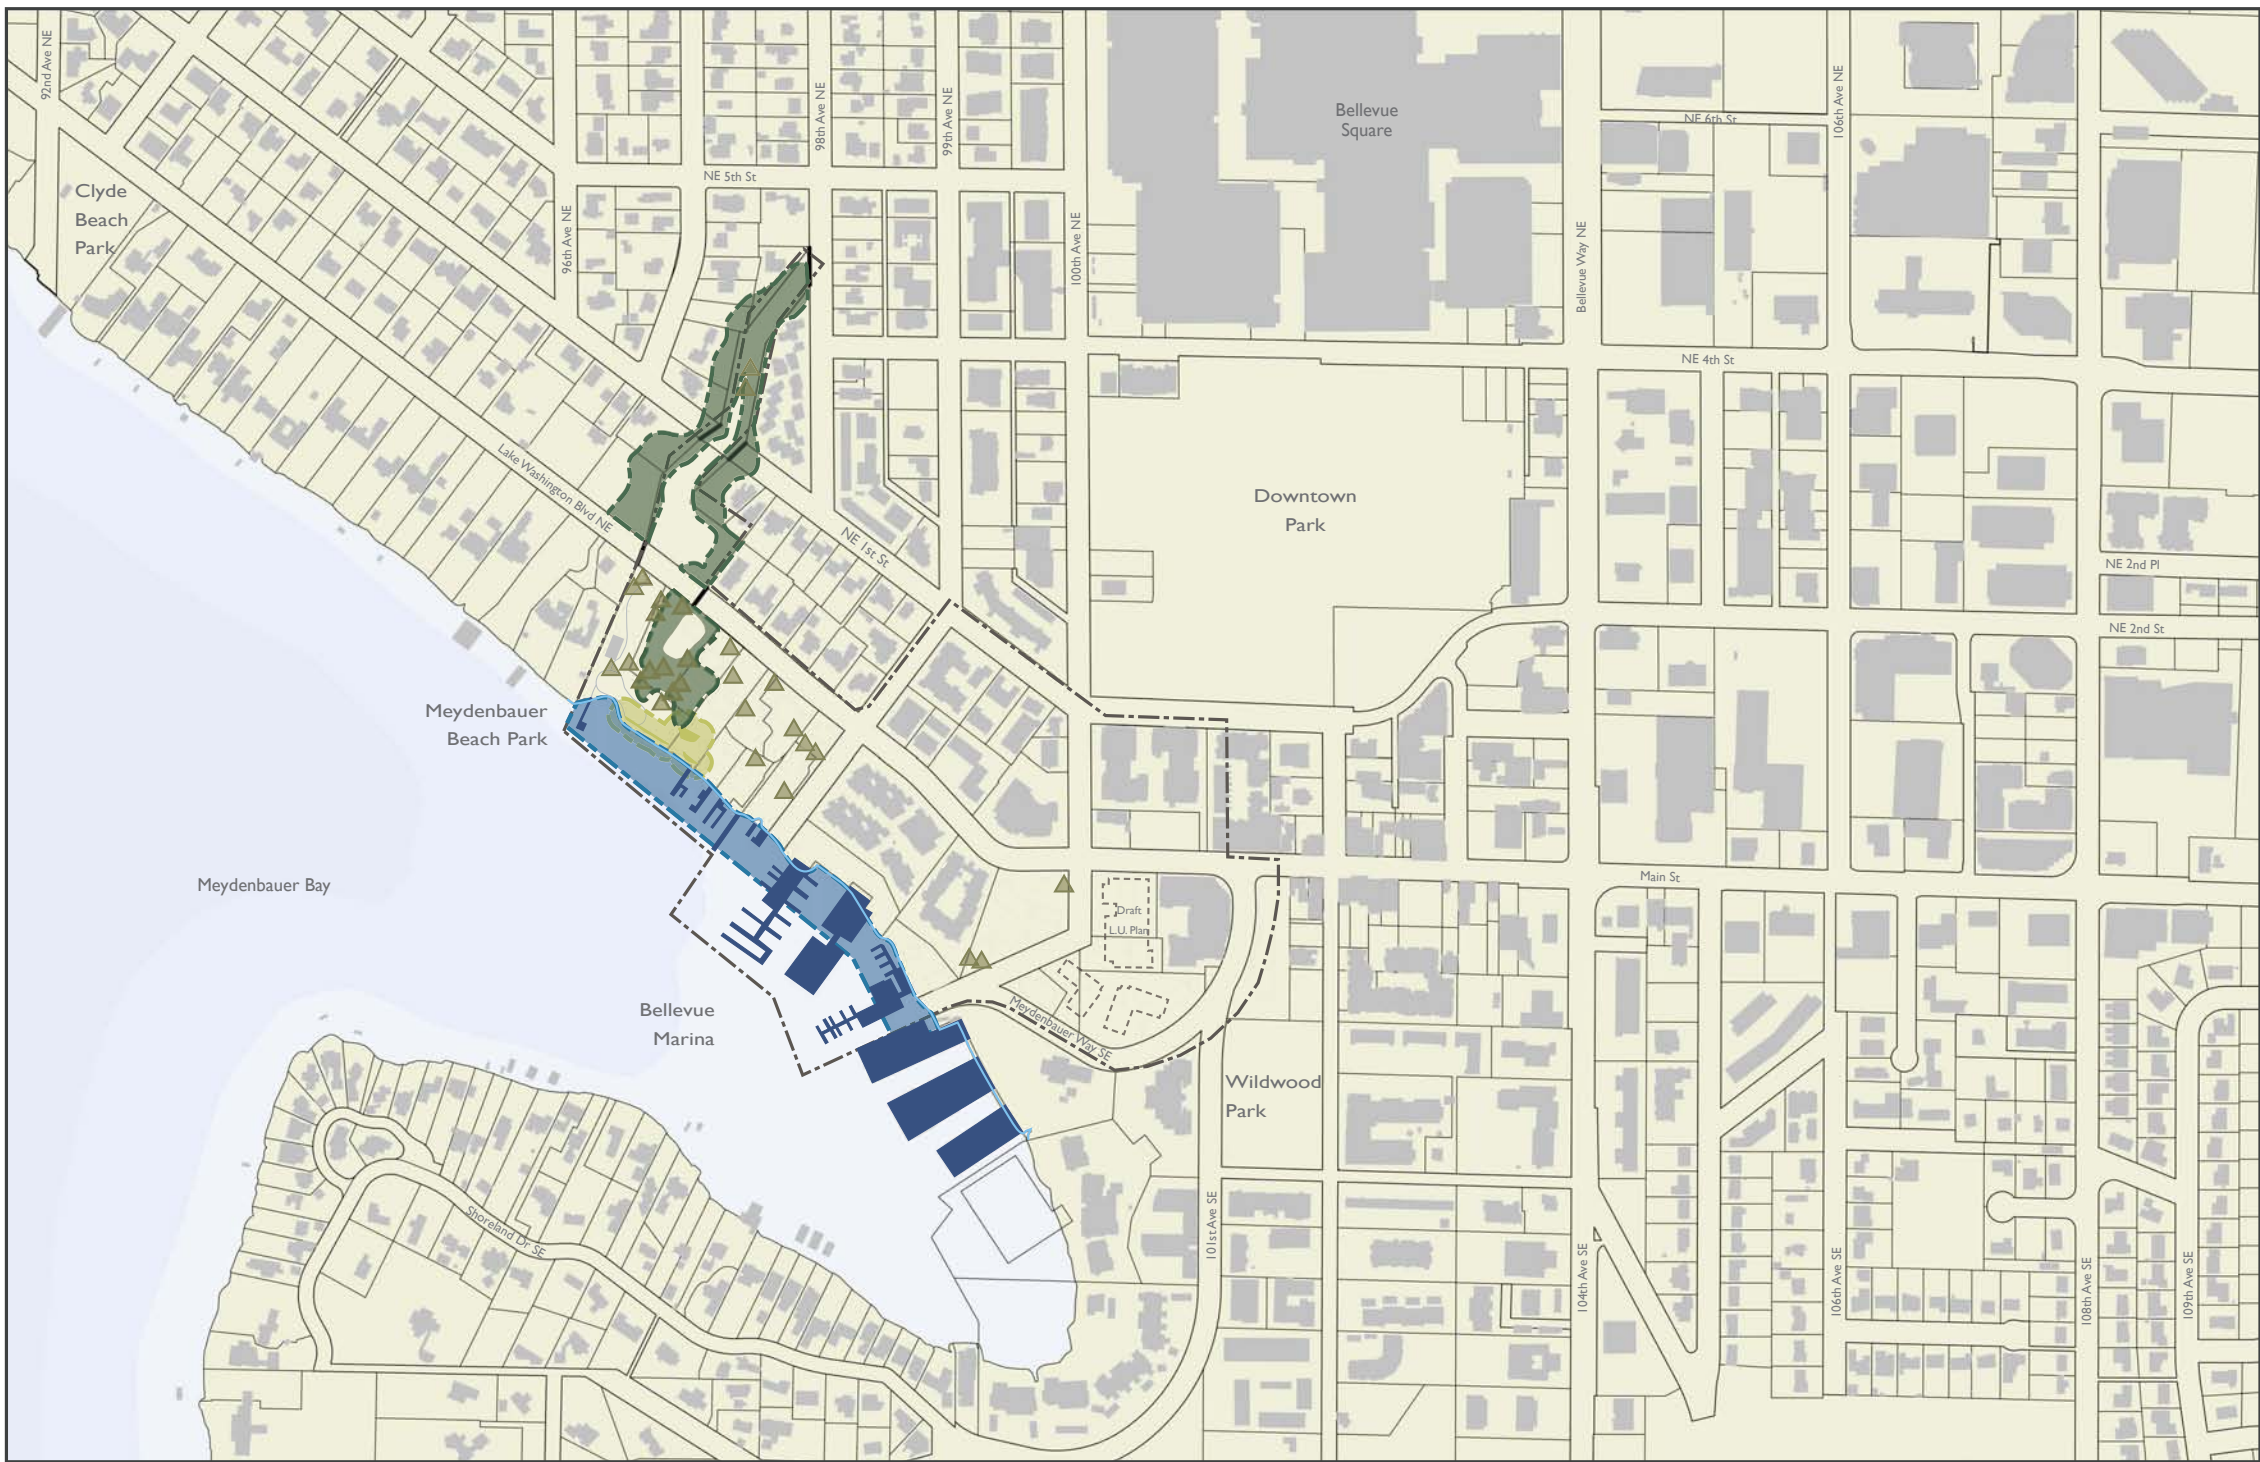 92nd Ave NE
98th Ave NE
99th Ave NE
106th Ave NE
Bellevue
Square
NE 6th St
NE 5th St
Clyde
Beach
Park
96th Ave NE
100th Ave NE
Bellevue Way NE
NE 4th St
Lake Washington Blvd NE
Downtown
Park
NE 1st St
NE 2nd Pl
NE 2nd St
Meydenbauer
Beach Park
Meydenbauer Bay
Main St
Draft
L.U. Plan
Bellevue
Marina
Meydenbauer Way SE
Wildwood
Park
Shoreland Dr SE
101st Ave SE
104th Ave SE
106th Ave SE
108th Ave SE
109th Ave SE